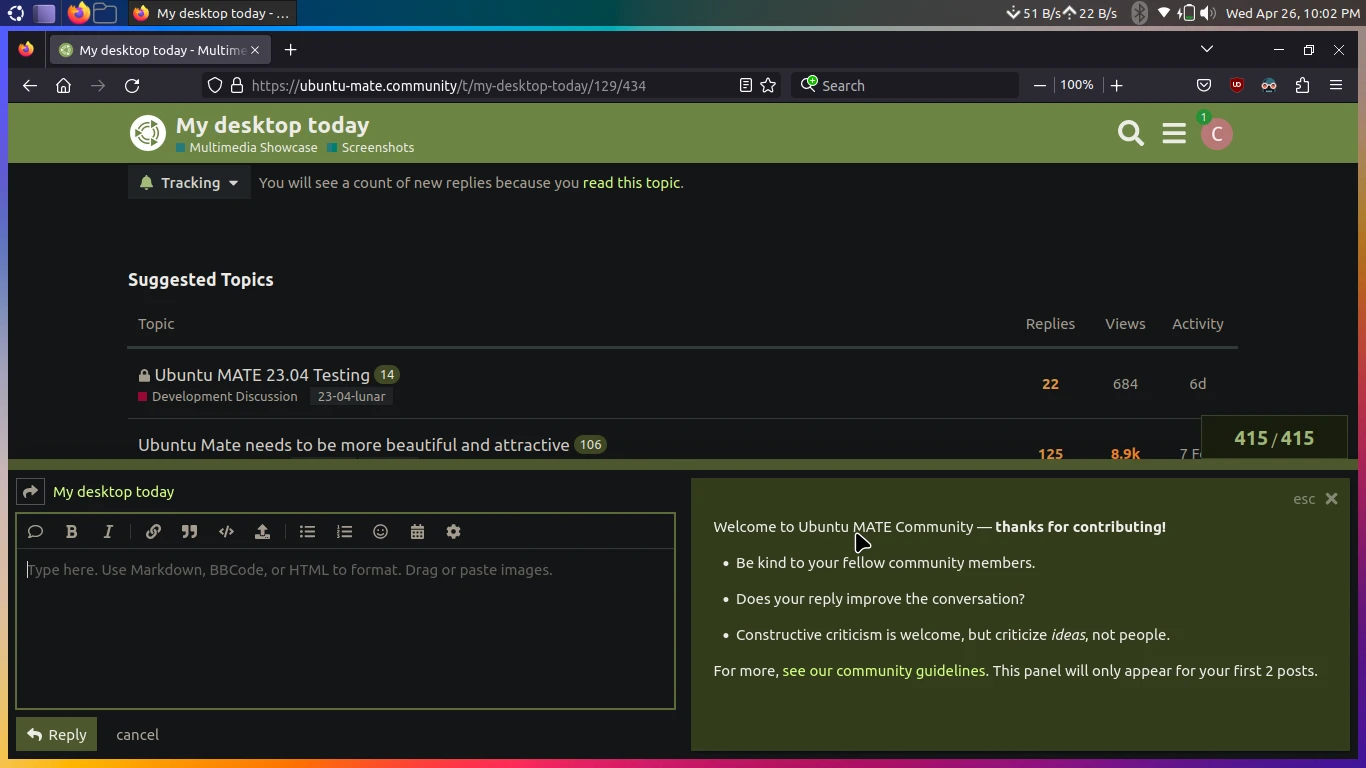 My desktop today - ...
51 B/s 22 B/s
Wed Apr 26, 10:02 PM
My desktop today - Multime
https://ubuntu-mate.community/t/my-desktop-today/129/434
Search
100%
My desktop today
Multimedia Showcase Screenshots
1
C
Tracking
You will see a count of new replies because you read this topic.
Suggested Topics
Topic Replies Views Activity
Ubuntu MATE 23.04 Testing 14
Development Discussion 23-04-lunar
22 684 6d
Ubuntu Mate needs to be more beautiful and attractive 106
125 8.9k 7 F
415/415
My desktop today
Type here. Use Markdown, BBCode, or HTML to format. Drag or paste images.
Reply cancel
esc
Welcome to Ubuntu MATE Community — thanks for contributing!
• Be kind to your fellow community members.
• Does your reply improve the conversation?
• Constructive criticism is welcome, but criticize ideas, not people.
For more, see our community guidelines. This panel will only appear for your first 2 posts.